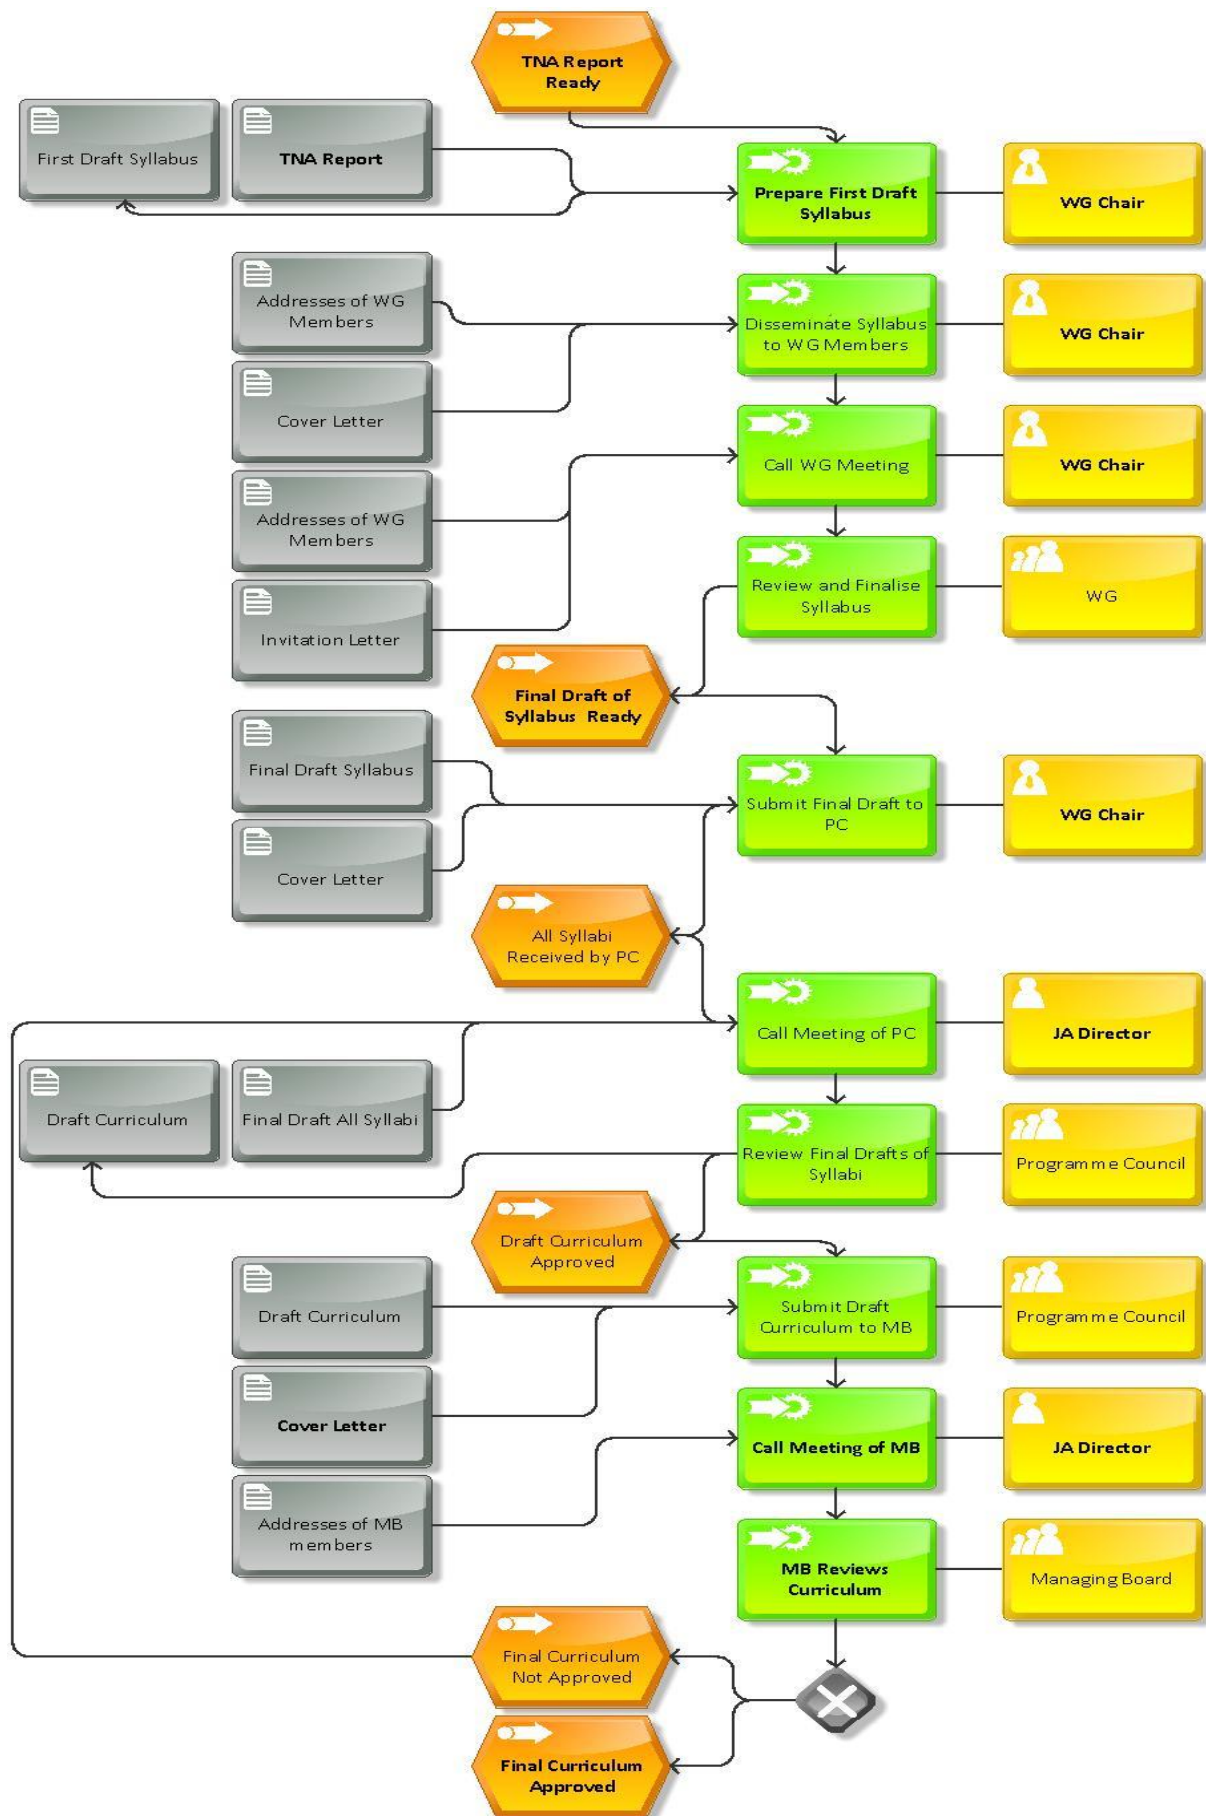 TNA Report
Ready
First Draft Syllabus
TNA Report
Prepare First Draft
Syllabus
WG Chair
Addresses of WG
Members
Disseminate Syllabus
to WG Members
WG Chair
Cover Letter
Call WG Meeting
WG Chair
Addresses of WG
Members
Review and Finalise
Syllabus
WG
Invitation Letter
Final Draft of
Syllabus Ready
Final Draft Syllabus
Submit Final Draft to
PC
WG Chair
Cover Letter
All Syllabi
Received by PC
Call Meeting of PC
JA Director
Draft Curriculum
Final Draft All Syllabi
Review Final Drafts of
Syllabi
Programme Council
Draft Curriculum
Approved
Draft Curriculum
Submit Draft
Curriculum to MB
Programme Council
Cover Letter
Call Meeting of MB
JA Director
Addresses of MB
members
MB Reviews
Curriculum
Managing Board
Final Curriculum
Not Approved
Final Curriculum
Approved